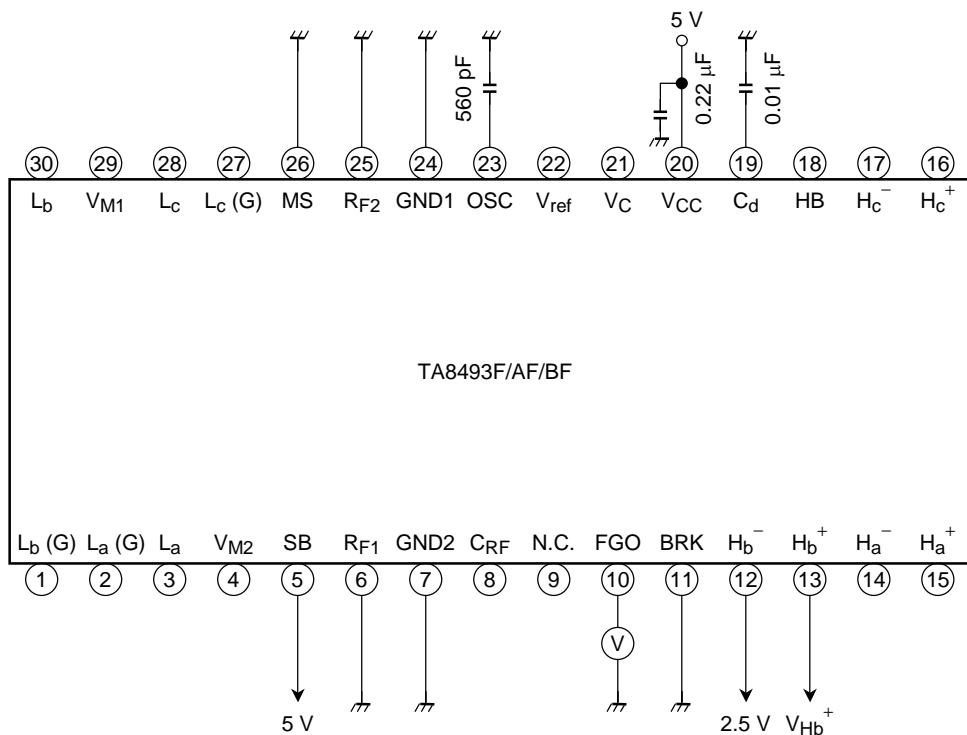 5 V
560 pF
0.22 μF
0.01 μF
30 29 28 27 26 25 24 23 22 21 20 19 18 17 16
Lb VM1 Lc Lc (G) MS RF2 GND1 OSC Vref VC VCC Cd HB Hc⁻ Hc⁺
TA8493F/AF/BF
Lb (G) La (G) La VM2 SB RF1 GND2 CRF N.C. FGO BRK Hb⁻ Hb⁺ Ha⁻ Ha⁺
1 2 3 4 5 6 7 8 9 10 11 12 13 14 15
V
5 V 2.5 V VHb⁺